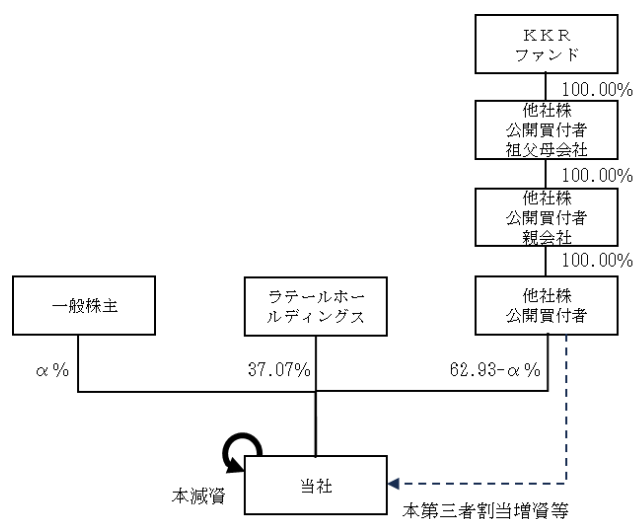 ＫＫＲ
ファンド
100.00%
他社株
公開買付者
祖父母会社
100.00%
他社株
公開買付者
親会社
100.00%
一般株主
ラテールホー
ルディングス
他社株
公開買付者
α%
37.07%
62.93-α%
本減資
当社
本第三者割当増資等